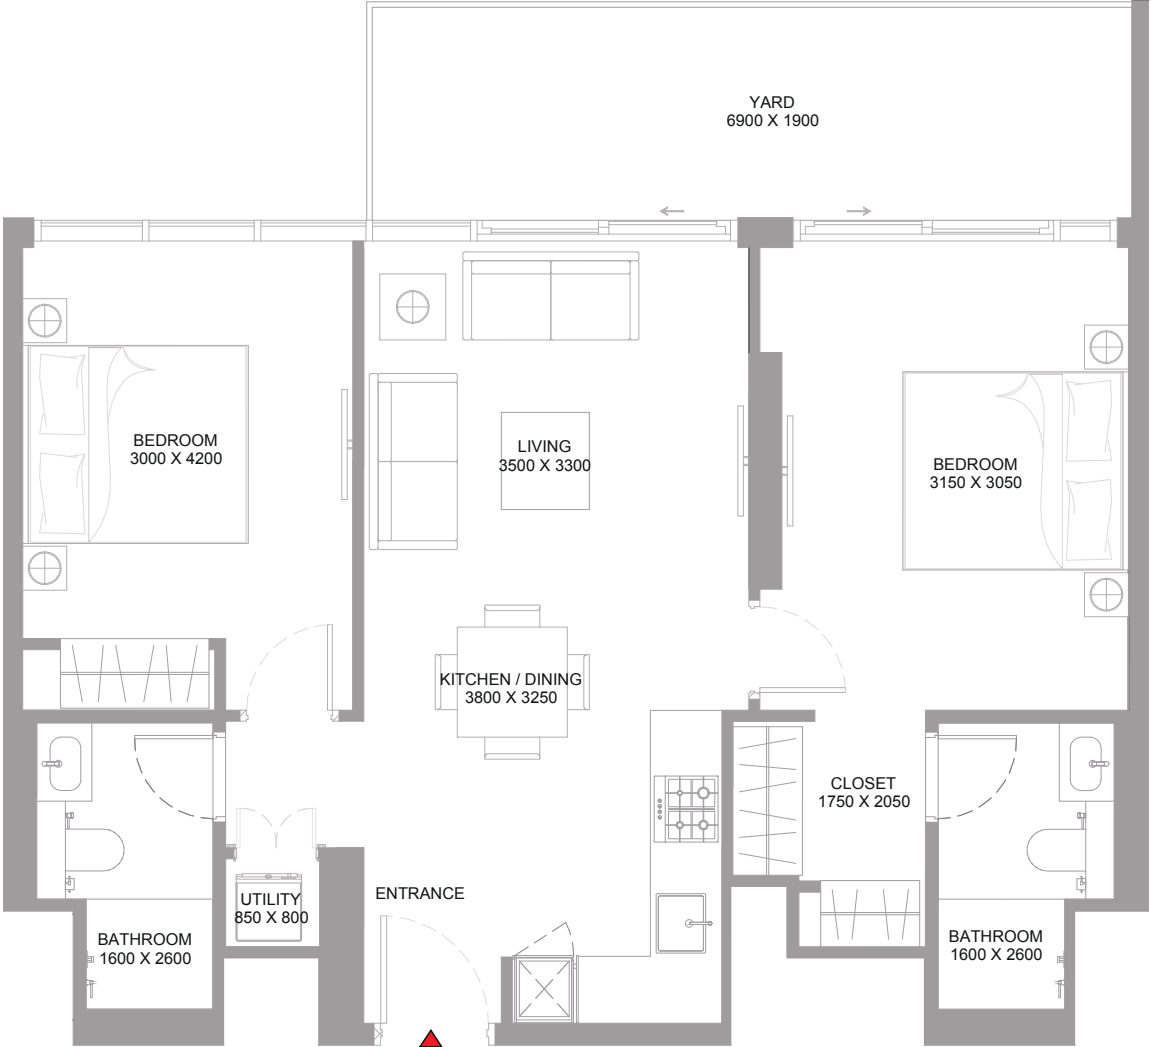 YARD
6900 X 1900
BEDROOM
3000 X 4200
LIVING
3500 X 3300
BEDROOM
3150 X 3050
KITCHEN / DINING
3800 X 3250
CLOSET
1750 X 2050
ENTRANCE
UTILITY
850 X 800
BATHROOM
1600 X 2600
BATHROOM
1600 X 2600